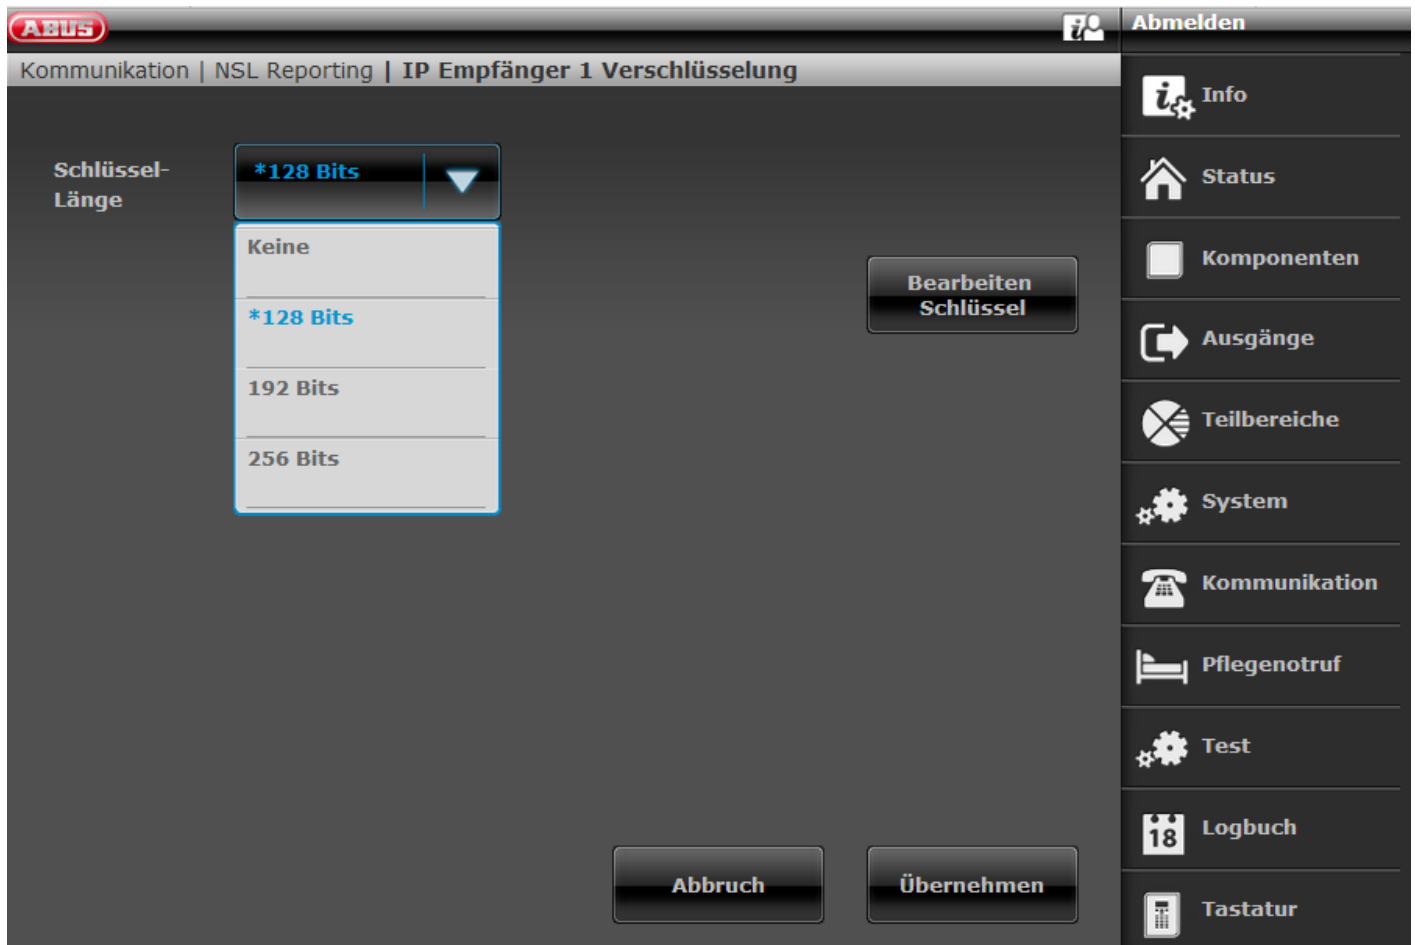 ABUS
Abmelden
Kommunikation | NSL Reporting | IP Empfänger 1 Verschlüsselung
Schlüssel-
Länge
*128 Bits
Keine
*128 Bits
192 Bits
256 Bits
Bearbeiten
Schlüssel
Abbruch
Übernehmen
Info
Status
Komponenten
Ausgänge
Teilbereiche
System
Kommunikation
Pflegenotruf
Test
18
Logbuch
Tastatur